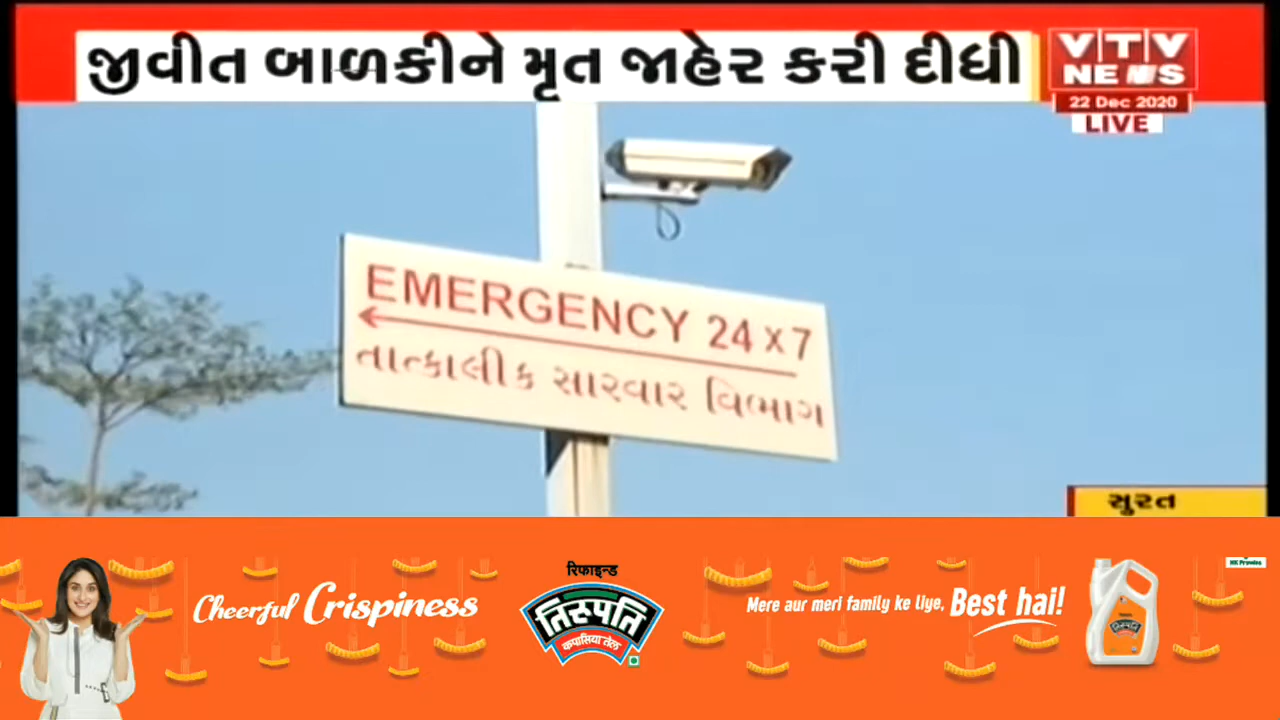 જીવીત બાળકીને મૃત જાહેર કરી દીધી
VTV
NEWS
22 Dec 2020
LIVE
EMERGENCY 24 x 7
તાત્કાલીક સારવાર વિભાગ
સુરત
Cheerful Crispiness
रिफाइन्ड
तिरुपति
कपासिया तेल
Mere aur meri family ke liye, Best hai!
तिरुपति